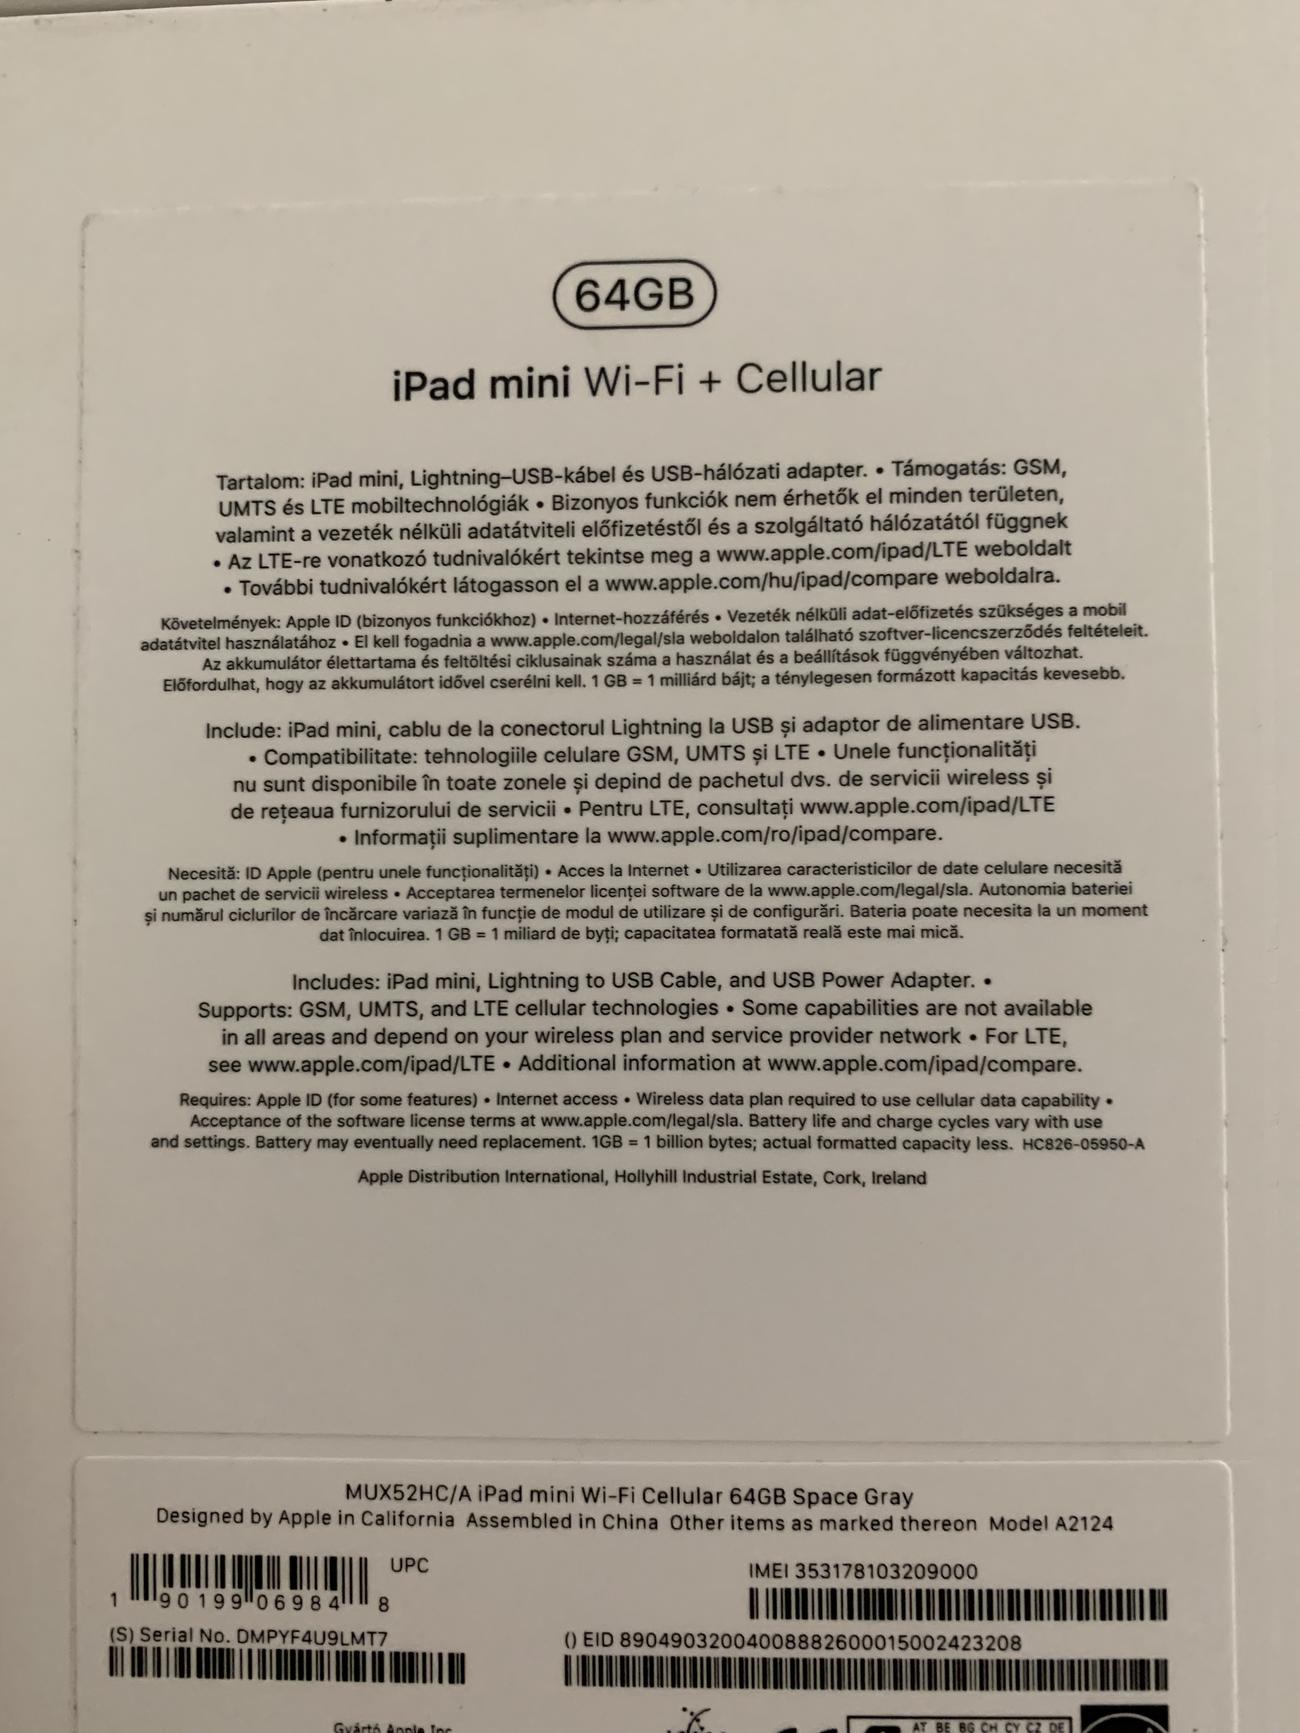 64GB
iPad mini Wi-Fi + Cellular
Tartalom: iPad mini, Lightning–USB-kábel és USB-hálózati adapter. • Támogatás: GSM,
UMTS és LTE mobiltechnológiák • Bizonyos funkciók nem érhetők el minden területen,
valamint a vezeték nélküli adatátviteli előfizetéstől és a szolgáltató hálózatától függnek
• Az LTE-re vonatkozó tudnivalókért tekintse meg a www.apple.com/ipad/LTE weboldalt
• További tudnivalókért látogasson el a www.apple.com/hu/ipad/compare weboldalra.
Követelmények: Apple ID (bizonyos funkciókhoz) • Internet-hozzáférés • Vezeték nélküli adat-előfizetés szükséges a mobil
adatátvitel használatához • El kell fogadnia a www.apple.com/legal/sla weboldalon található szoftver-licencszerződés feltételeit.
Az akkumulátor élettartama és feltöltési ciklusainak száma a használat és a beállítások függvényében változhat.
Előfordulhat, hogy az akkumulátort idővel cserélni kell. 1 GB = 1 milliárd bájt; a ténylegesen formázott kapacitás kevesebb.
Include: iPad mini, cablu de la conectorul Lightning la USB și adaptor de alimentare USB.
• Compatibilitate: tehnologiile celulare GSM, UMTS și LTE • Unele funcționalități
nu sunt disponibile în toate zonele și depind de pachetul dvs. de servicii wireless și
de rețeaua furnizorului de servicii • Pentru LTE, consultați www.apple.com/ipad/LTE
• Informații suplimentare la www.apple.com/ro/ipad/compare.
Necesită: ID Apple (pentru unele funcționalități) • Acces la Internet • Utilizarea caracteristicilor de date celulare necesită
un pachet de servicii wireless • Acceptarea termenelor licenței software de la www.apple.com/legal/sla. Autonomia bateriei
și numărul ciclurilor de încărcare variază în funcție de modul de utilizare și de configurări. Bateria poate necesita la un moment
dat înlocuirea. 1 GB = 1 miliard de byți; capacitatea formatată reală este mai mică.
Includes: iPad mini, Lightning to USB Cable, and USB Power Adapter. •
Supports: GSM, UMTS, and LTE cellular technologies • Some capabilities are not available
in all areas and depend on your wireless plan and service provider network • For LTE,
see www.apple.com/ipad/LTE • Additional information at www.apple.com/ipad/compare.
Requires: Apple ID (for some features) • Internet access • Wireless data plan required to use cellular data capability •
Acceptance of the software license terms at www.apple.com/legal/sla. Battery life and charge cycles vary with use
and settings. Battery may eventually need replacement. 1GB = 1 billion bytes; actual formatted capacity less. HC826-05950-A
Apple Distribution International, Hollyhill Industrial Estate, Cork, Ireland
MUX52HC/A iPad mini Wi-Fi Cellular 64GB Space Gray
Designed by Apple in California Assembled in China Other items as marked thereon Model A2124
UPC
1 90199 06984 8
IMEI 353178103209000
(S) Serial No. DMPYF4U9LMT7
() EID 89049032004008882600015002423208
Gyártó Apple Inc
AT BE BG CH CY CZ DE